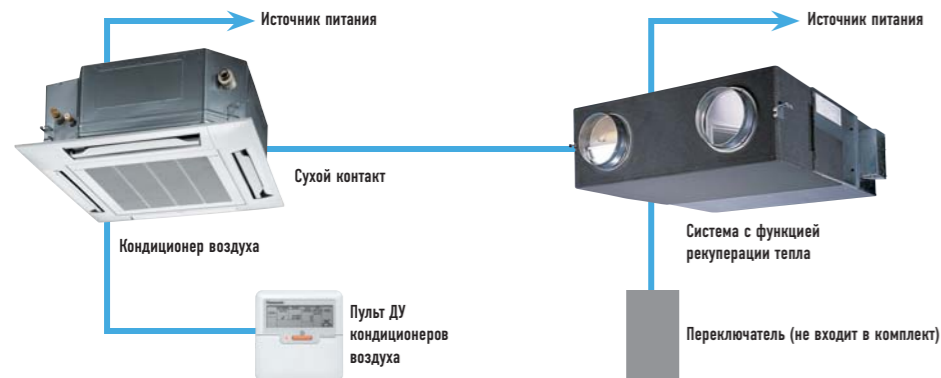 Источник питания
Источник питания
Сухой контакт
Кондиционер воздуха
Система с функцией
рекуперации тепла
Panasonic
Пульт ДУ
кондиционеров
воздуха
Переключатель (не входит в комплект)